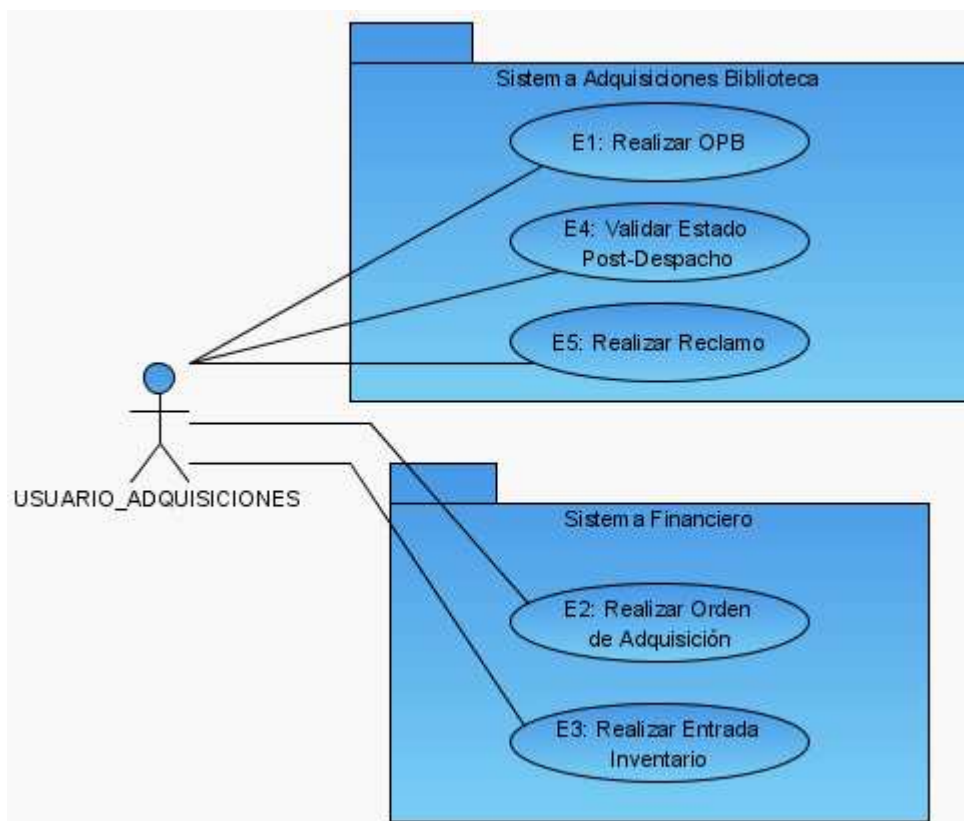 Sistema Adquisiciones Biblioteca
E1: Realizar OPB
E4: Validar Estado
Post-Despacho
E5: Realizar Reclamo
USUARIO_ADQUISICIONES
Sistema Financiero
E2: Realizar Orden
de Adquisición
E3: Realizar Entrada
Inventario